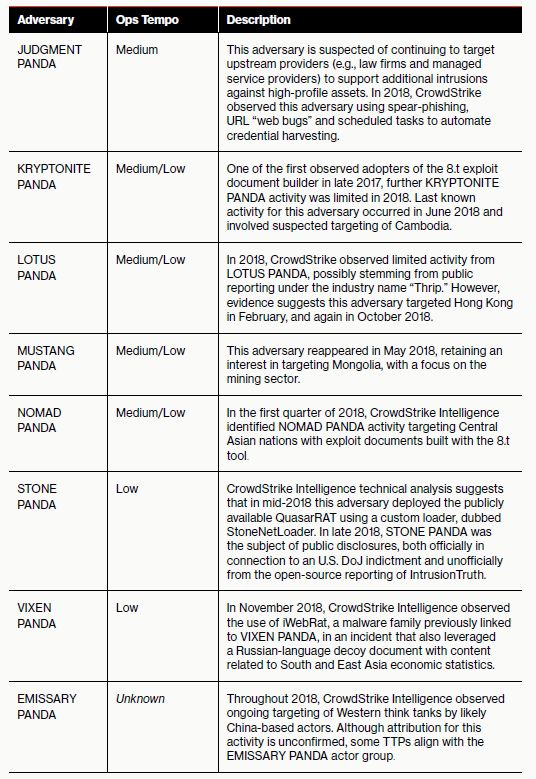 Adversary Ops Tempo Description
JUDGMENT Medium This adversary is suspected of continuing to target
PANDA upstream providers (e.g., law firms and managed
service providers) to support additional intrusions
against high-profile assets. In 2018, CrowdStrike
observed this adversary using spear-phishing,
URL “web bugs” and scheduled tasks to automate
credential harvesting.
KRYPTONITE Medium/Low One of the first observed adopters of the 8.t exploit
PANDA document builder in late 2017, further KRYPTONITE
PANDA activity was limited in 2018. Last known
activity for this adversary occurred in June 2018 and
involved suspected targeting of Cambodia.
LOTUS Medium/Low In 2018, CrowdStrike observed limited activity from
PANDA LOTUS PANDA, possibly stemming from public
reporting under the industry name “Thrip.” However,
evidence suggests this adversary targeted Hong Kong
in February, and again in October 2018.
MUSTANG Medium/Low This adversary reappeared in May 2018, retaining an
PANDA interest in targeting Mongolia, with a focus on the
mining sector.
NOMAD Medium/Low In the first quarter of 2018, CrowdStrike Intelligence
PANDA identified NOMAD PANDA activity targeting Central
Asian nations with exploit documents built with the 8.t
tool.
STONE Low CrowdStrike Intelligence technical analysis suggests
PANDA that in mid-2018 this adversary deployed the publicly
available QuasarRAT using a custom loader, dubbed
StoneNetLoader. In late 2018, STONE PANDA was
the subject of public disclosures, both officially in
connection to an U.S. DoJ indictment and unofficially
from the open-source reporting of IntrusionTruth.
VIXEN Low In November 2018, CrowdStrike Intelligence observed
PANDA the use of iWebRat, a malware family previously linked
to VIXEN PANDA, in an incident that also leveraged
a Russian-language decoy document with content
related to South and East Asia economic statistics.
EMISSARY Unknown Throughout 2018, CrowdStrike Intelligence observed
PANDA ongoing targeting of Western think tanks by likely
China-based actors. Although attribution for this
activity is unconfirmed, some TTPs align with the
EMISSARY PANDA actor group.